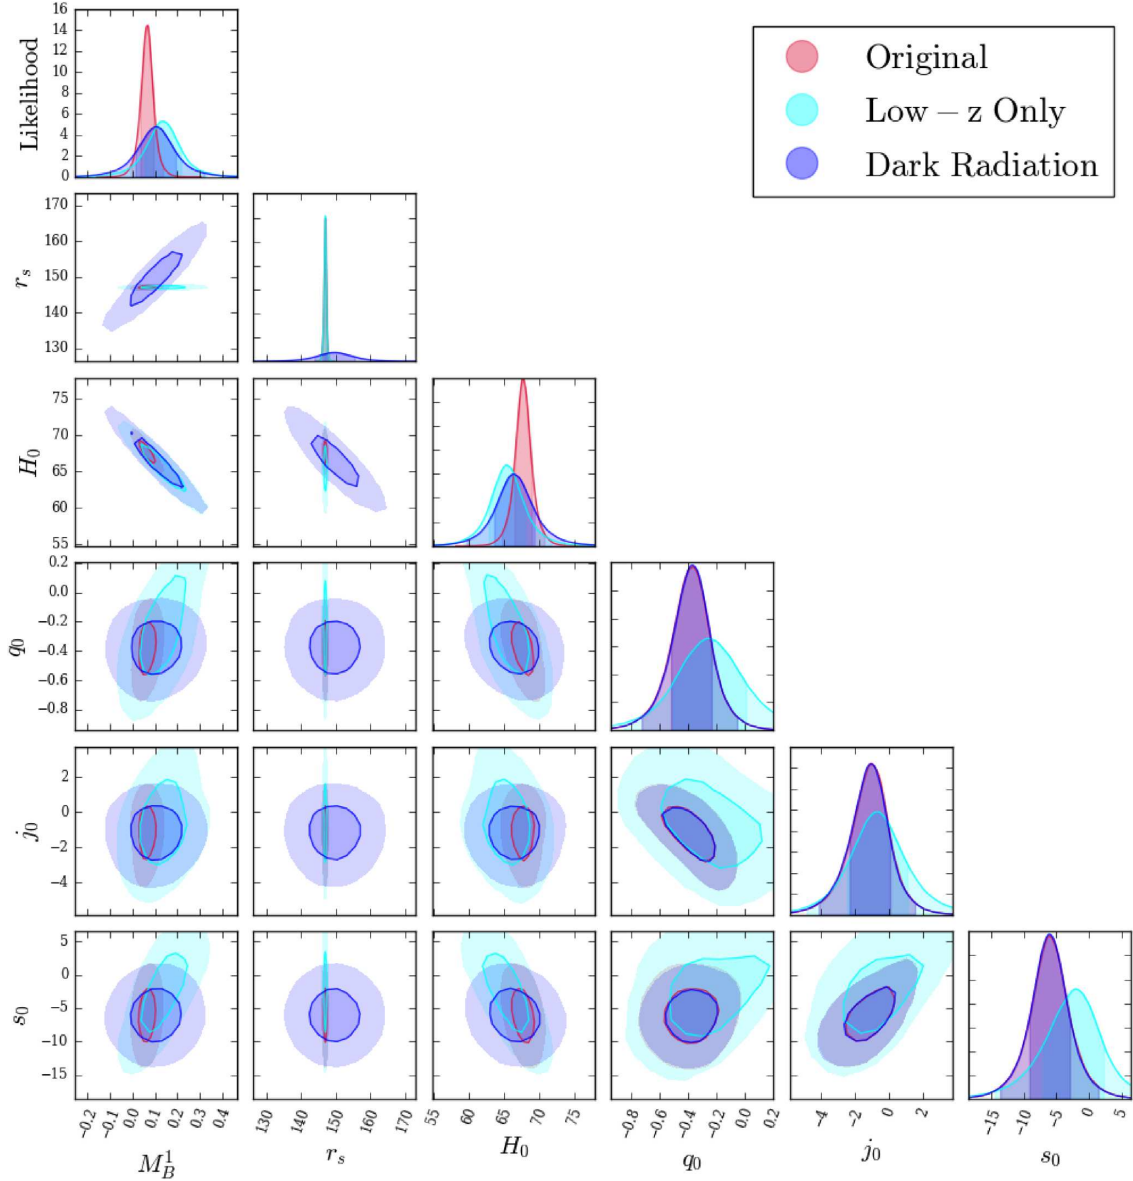 16
14
12
10
8
6
4
2
0
Likelihood
Original
Low – z Only
Dark Radiation
170
160
150
140
130
r_s
75
70
65
60
55
H_0
0.2
0.0
−0.2
−0.4
−0.6
−0.8
q_0
2
0
−2
−4
j_0
5
0
−5
−10
−15
s_0
−0.2 −0.1 0.0 0.1 0.2 0.3 0.4
130 140 150 160 170
55 60 65 70 75
−0.8 −0.6 −0.4 −0.2 0.0 0.2
−4 −2 0 2
−15 −10 −5 0 5
M_B^1 r_s H_0 q_0 j_0 s_0